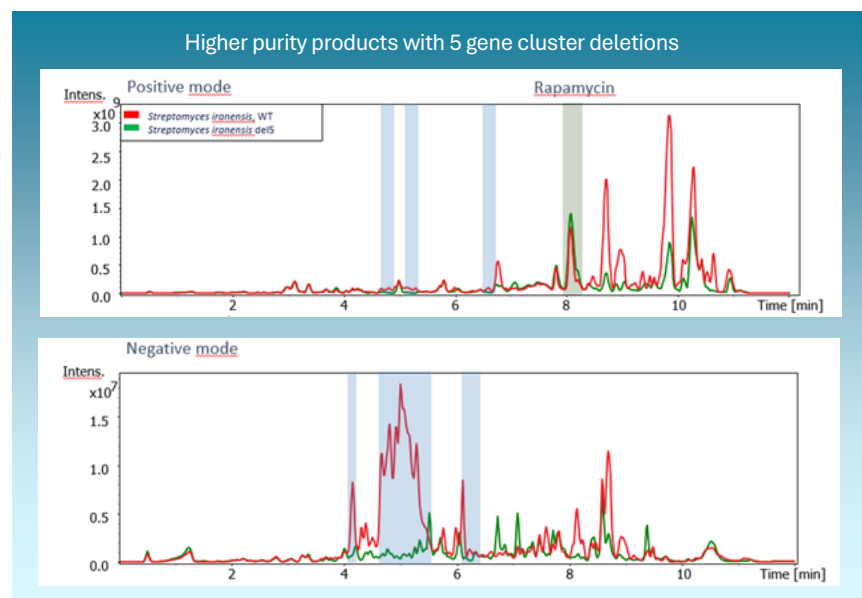 Higher purity products with 5 gene cluster deletions
Positive mode
Rapamycin
Intens.
x10 9
Streptomyces iranensis, WT
Streptomyces iranensis del5
3.0
2.5
2.0
1.5
1.0
0.5
0.0
2 4 6 8 10 Time [min]
Negative mode
Intens.
x10 7
1.5
1.0
0.5
0.0
2 4 6 8 10 Time [min]